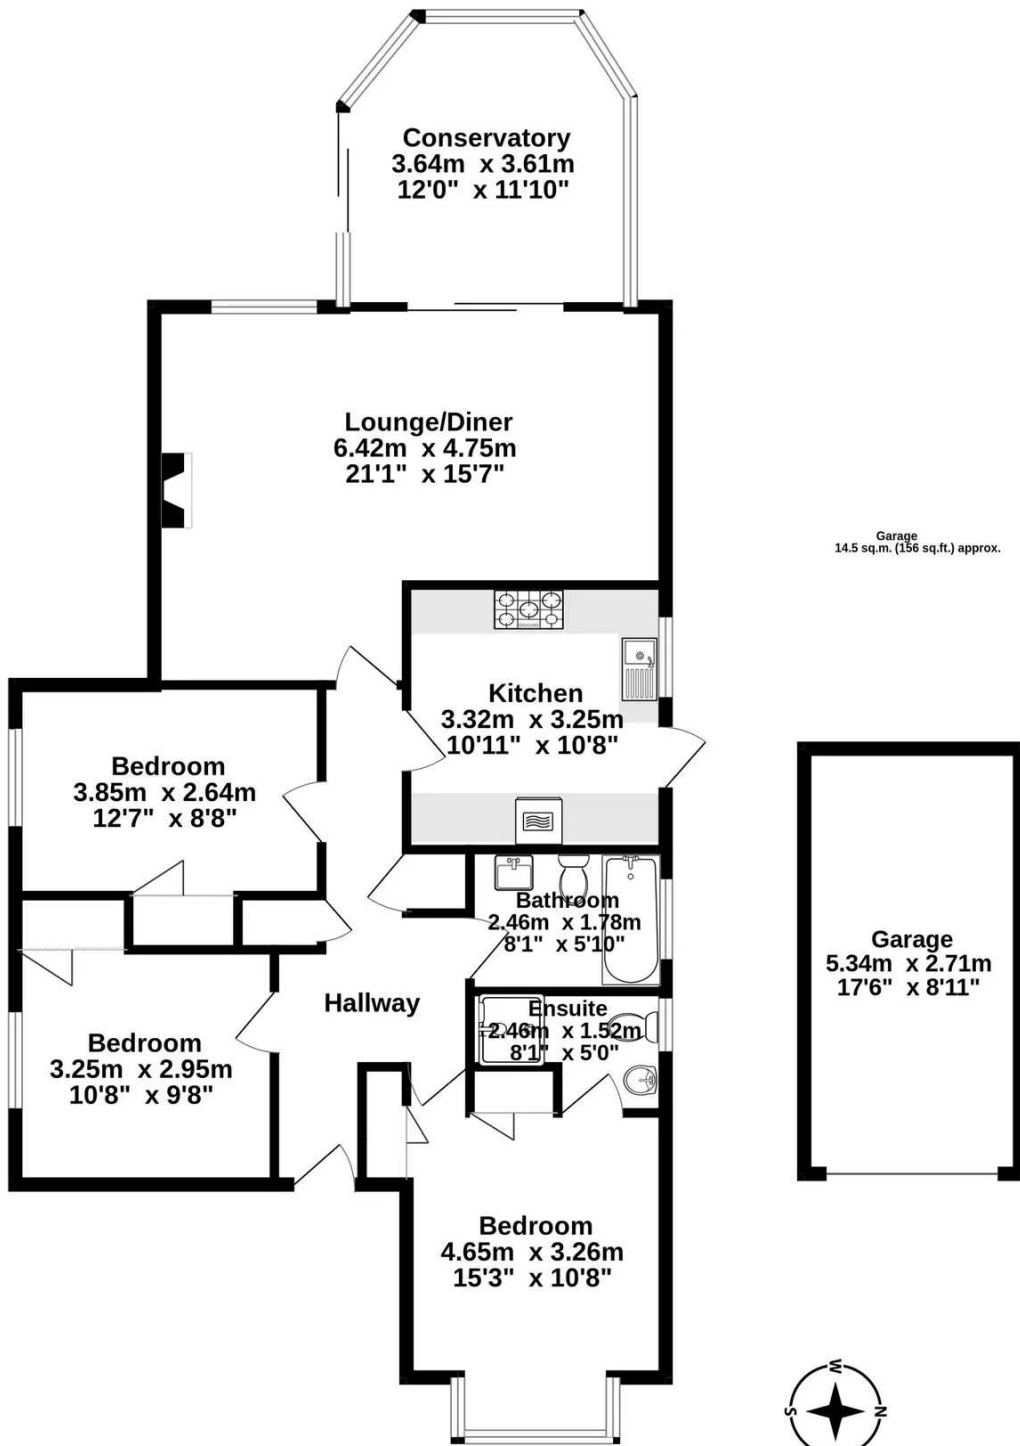 Conservatory
3.64m x 3.61m
12'0" x 11'10"
Lounge/Diner
6.42m x 4.75m
21'1" x 15'7"
Garage
14.5 sq.m. (156 sq.ft.) approx.
Kitchen
3.32m x 3.25m
10'11" x 10'8"
Bedroom
3.85m x 2.64m
12'7" x 8'8"
Bathroom
2.46m x 1.78m
8'1" x 5'10"
Garage
5.34m x 2.71m
17'6" x 8'11"
Hallway
Ensuite
2.46m x 1.52m
8'1" x 5'0"
Bedroom
3.25m x 2.95m
10'8" x 9'8"
Bedroom
4.65m x 3.26m
15'3" x 10'8"
W
S
N